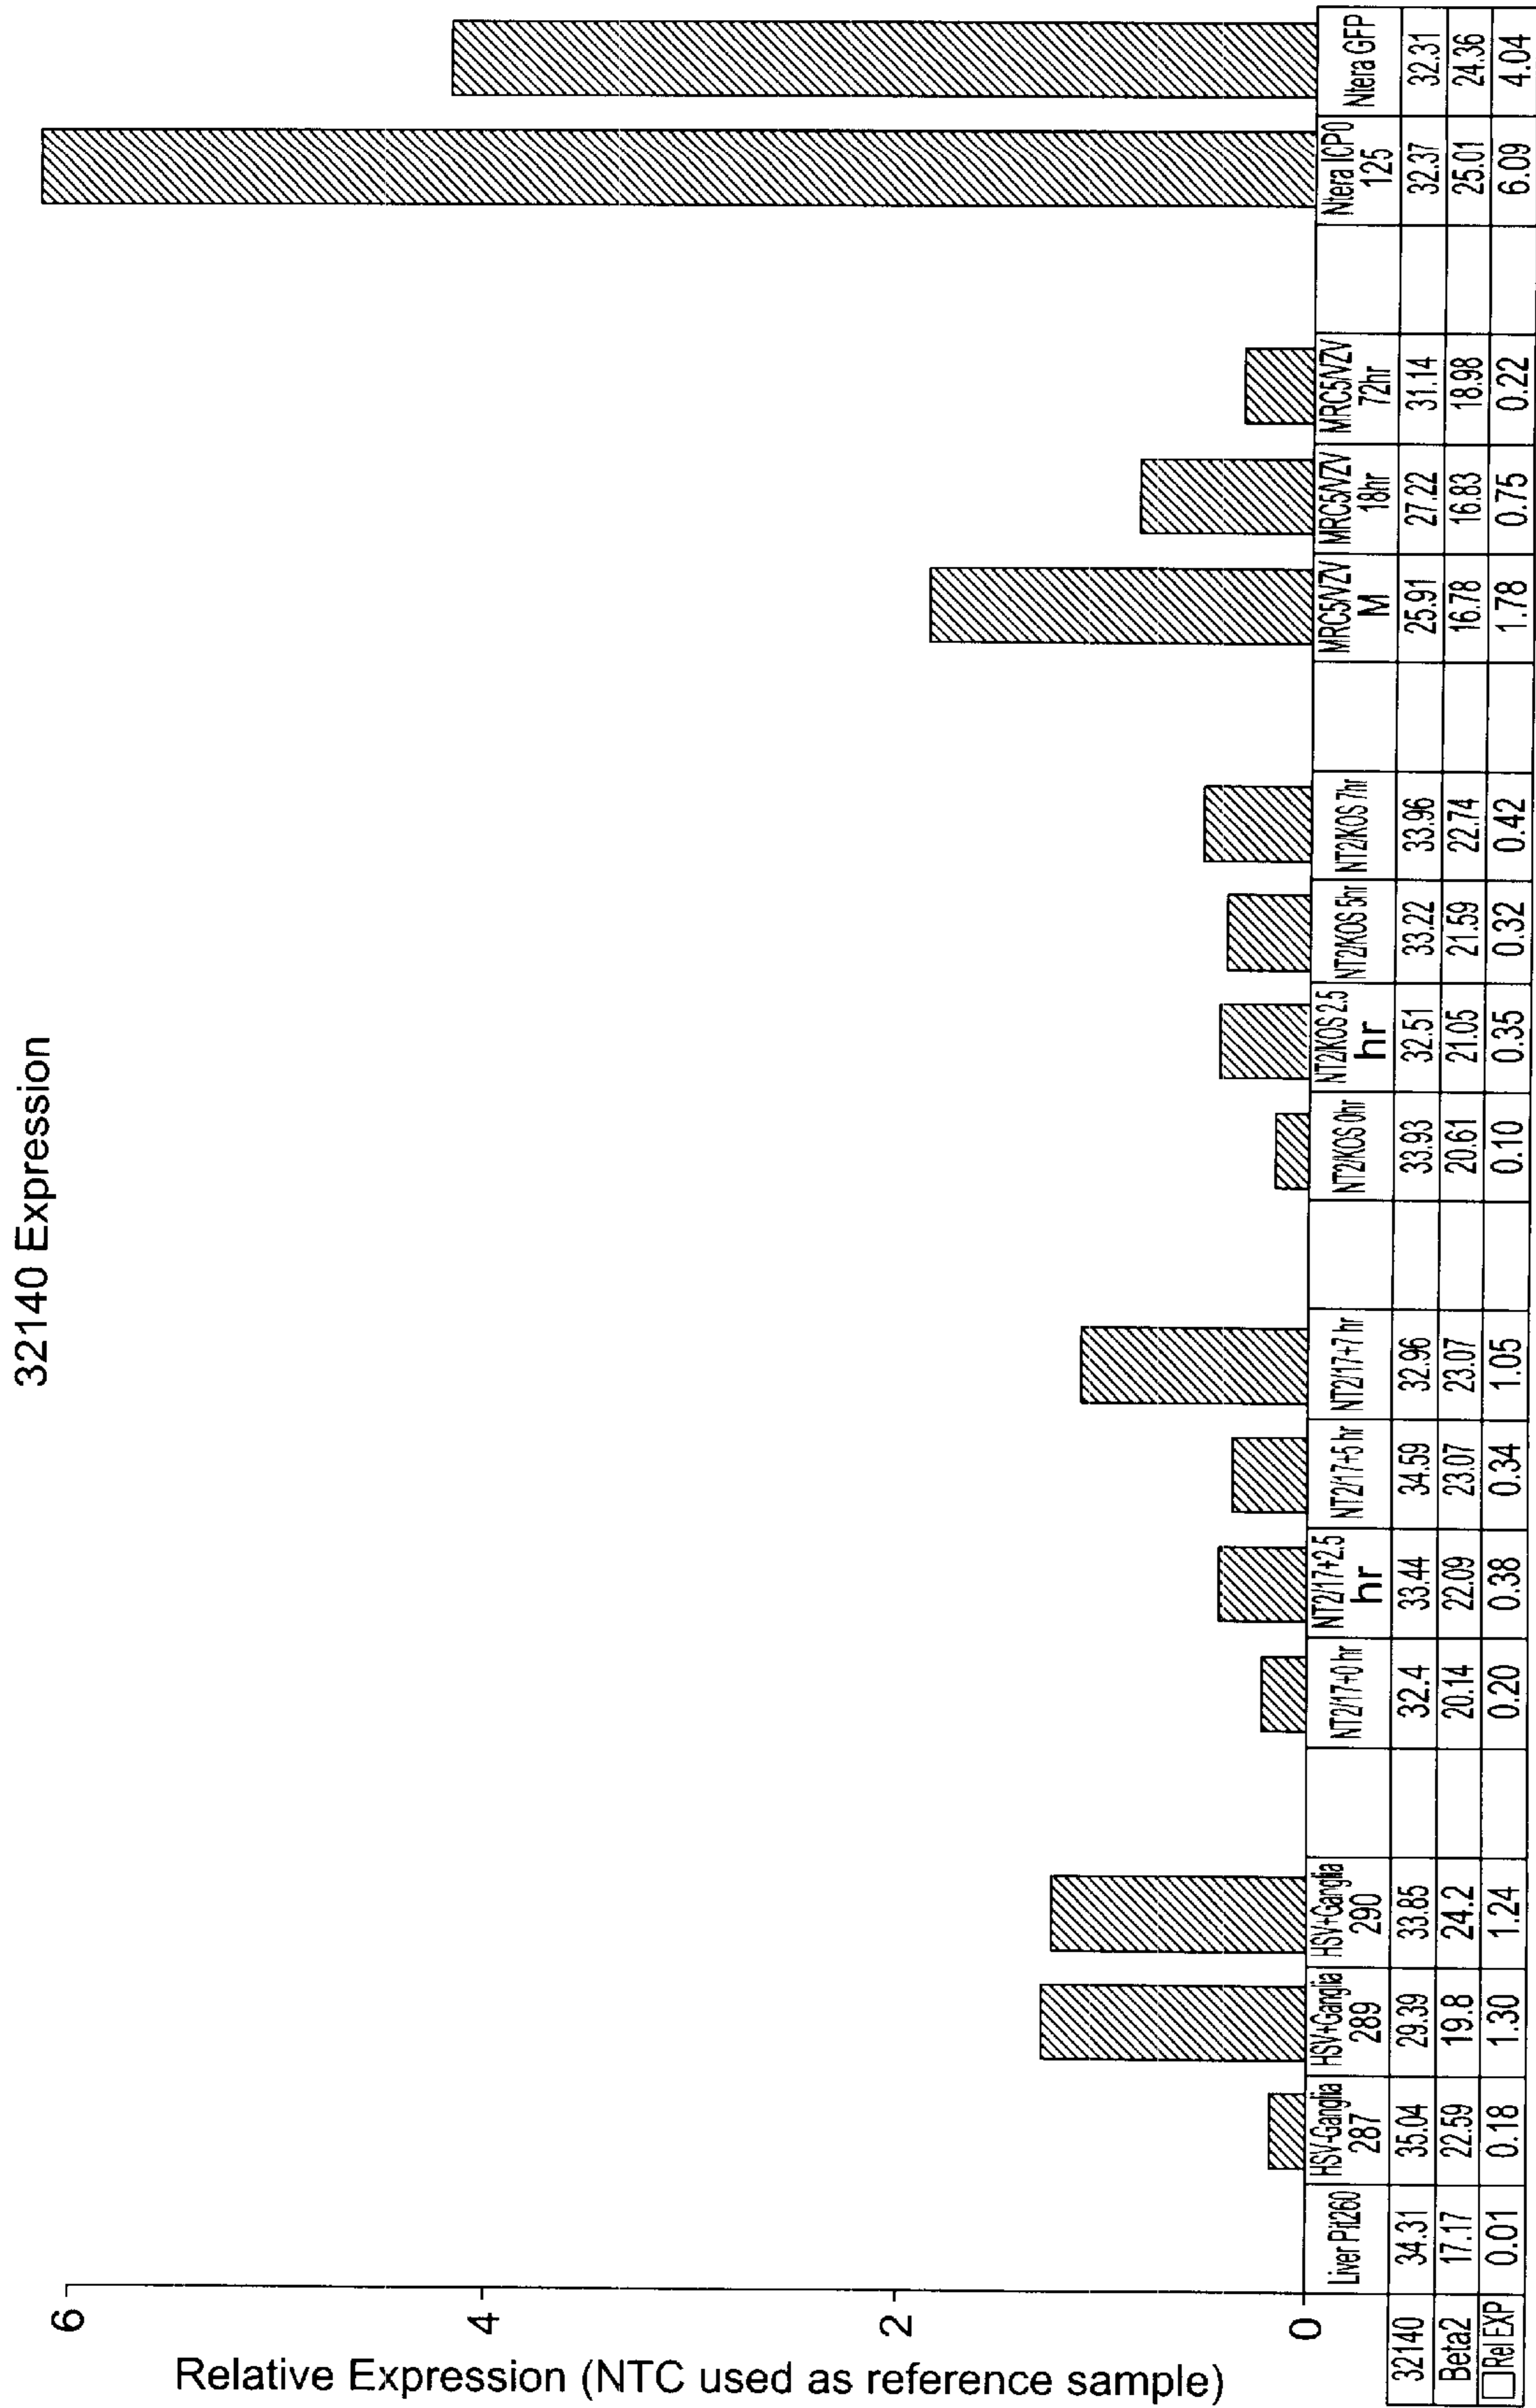 32140 Expression
Relative Expression (NTC used as reference sample)
6
4
2
0
Liver Pit260 HSV-Ganglia 287 HSV+Ganglia 289 HSV+Ganglia 290 NT2/17+0 hr NT2/17+2.5 hr NT2/17+5 hr NT2/17+7 hr NT2/KOS 0hr NT2/KOS 2.5 hr NT2/KOS 5hr NT2/KOS 7hr MRC5/VZV M MRC5/VZV 18hr MRC5/VZV 72hr Ntera ICP0 125 Ntera GFP
32140 34.31 35.04 29.39 33.85 32.4 33.44 34.59 32.96 33.93 32.51 33.22 33.96 25.91 27.22 31.14 32.37 32.31
Beta2 17.17 22.59 19.8 24.2 20.14 22.09 23.07 23.07 20.61 21.05 21.59 22.74 16.78 16.83 18.98 25.01 24.36
Rel EXP 0.01 0.18 1.30 1.24 0.20 0.38 0.34 1.05 0.10 0.35 0.32 0.42 1.78 0.75 0.22 6.09 4.04